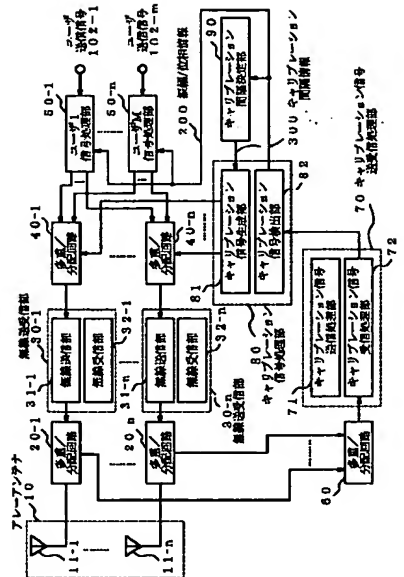 アレーアンテナ
10
11-1
11-n
20-1
多重/
分配回路
20-n
多重/
分配回路
無線送受信部
30-1
31-1
無線送信部
無線受信部
32-1
31-n
無線送信部
無線受信部
32-n
30-n
無線送受信部
40-1
多重/
分配回路
多重/
分配回路
40-n
50-1
ユーザ1
信号処理部
50-n
ユーザM
信号処理部
ユーザ
送信信号
102-1
ユーザ
送信信号
102-m
200 振幅/位相情報
90
キャリブレーション
間隔決定部
300 キャリブレーション
間隔情報
81
キャリブレーション
信号生成部
キャリブレーション
信号検出部
82
80
キャリブレーション
信号処理部
70 キャリブレーション信号
送受信処理部
71
キャリブレーション信号
送信処理部
キャリブレーション信号
受信処理部
72
多重/
分配回路
60